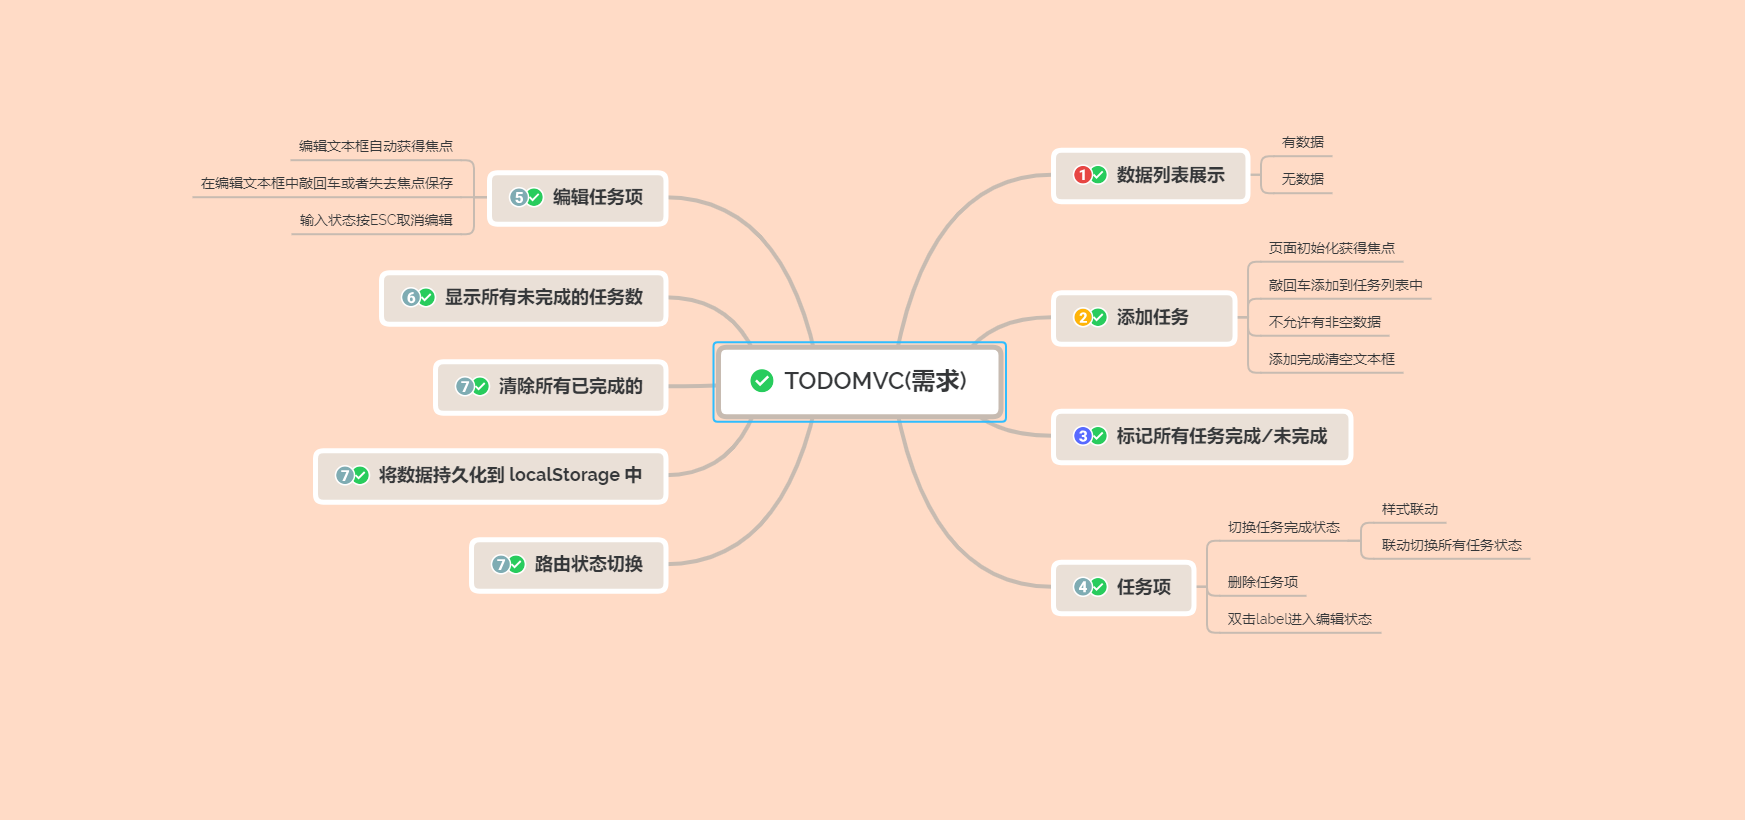 TODOMVC(需求)
1 数据列表展示
有数据
无数据
2 添加任务
页面初始化获得焦点
敲回车添加到任务列表中
不允许有非空数据
添加完成清空文本框
3 标记所有任务完成/未完成
4 任务项
切换任务完成状态
样式联动
联动切换所有任务状态
删除任务项
双击label进入编辑状态
5 编辑任务项
编辑文本框自动获得焦点
在编辑文本框中敲回车或者失去焦点保存
输入状态按ESC取消编辑
6 显示所有未完成的任务数
7 清除所有已完成的
7 将数据持久化到 localStorage 中
7 路由状态切换